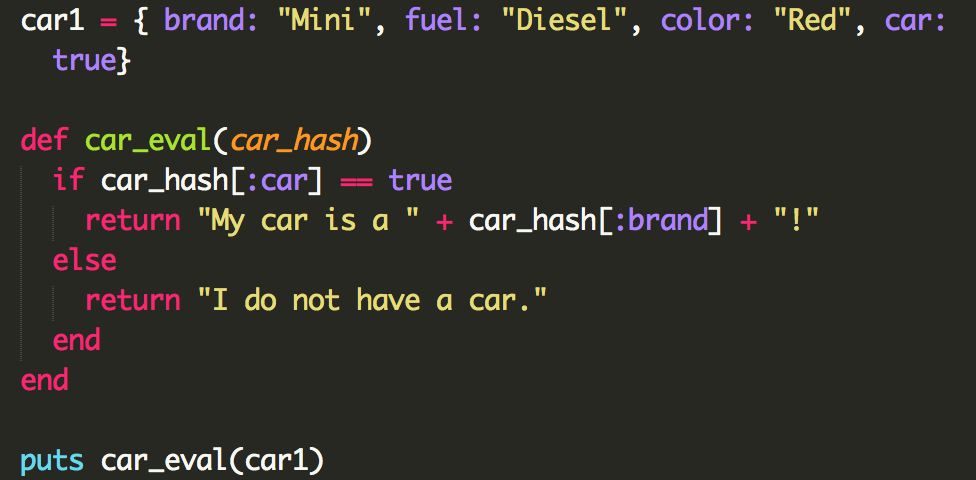 car1 = { brand: "Mini", fuel: "Diesel", color: "Red", car:
  true}

def car_eval(car_hash)
  if car_hash[:car] == true
    return "My car is a " + car_hash[:brand] + "!"
  else
    return "I do not have a car."
  end
end

puts car_eval(car1)